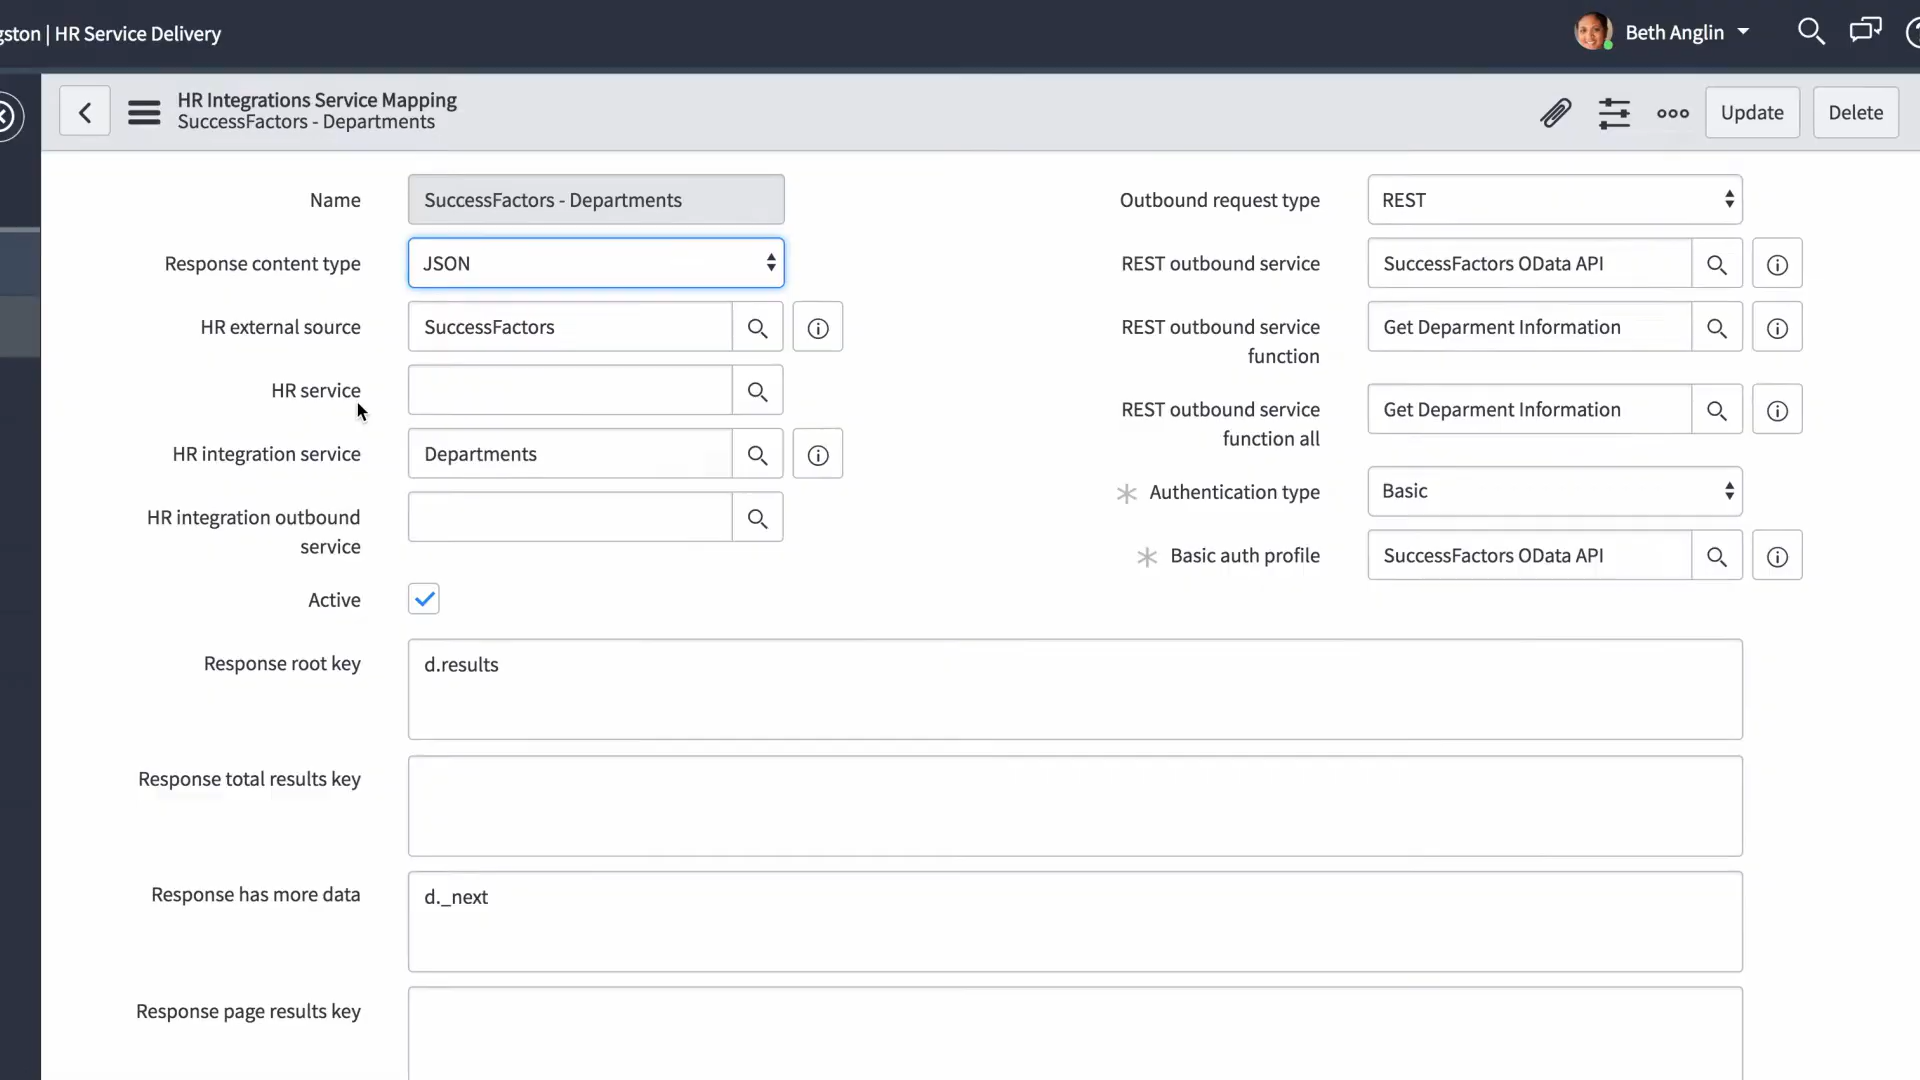 gston | HR Service Delivery
Beth Anglin
HR Integrations Service Mapping
SuccessFactors - Departments
Update
Delete
Name
SuccessFactors - Departments
Response content type
JSON
HR external source
SuccessFactors
HR service
HR integration service
Departments
HR integration outbound
service
Active
Outbound request type
REST
REST outbound service
SuccessFactors OData API
REST outbound service
function
Get Deparment Information
REST outbound service
function all
Get Deparment Information
Authentication type
Basic
Basic auth profile
SuccessFactors OData API
Response root key
d.results
Response total results key
Response has more data
d._next
Response page results key